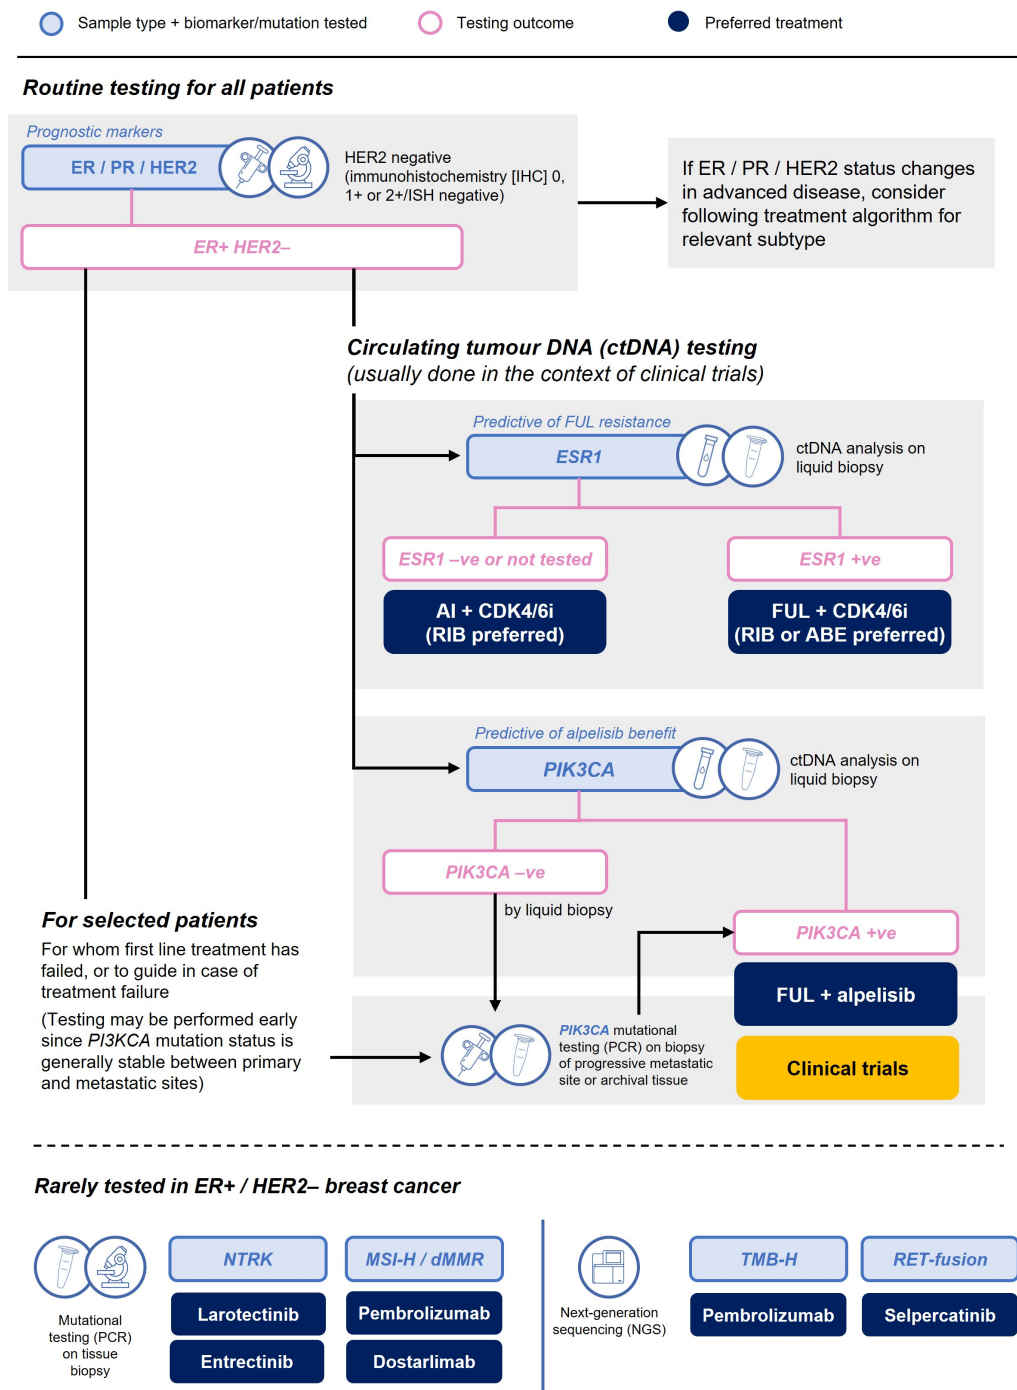 Sample type + biomarker/mutation tested
Testing outcome
Preferred treatment
Routine testing for all patients
Prognostic markers
ER / PR / HER2
HER2 negative
(immunohistochemistry [IHC] 0,
1+ or 2+/ISH negative)
ER+ HER2–
If ER / PR / HER2 status changes
in advanced disease, consider
following treatment algorithm for
relevant subtype
Circulating tumour DNA (ctDNA) testing
(usually done in the context of clinical trials)
Predictive of FUL resistance
ESR1
ctDNA analysis on
liquid biopsy
ESR1 –ve or not tested
ESR1 +ve
AI + CDK4/6i
(RIB preferred)
FUL + CDK4/6i
(RIB or ABE preferred)
Predictive of alpelisib benefit
PIK3CA
ctDNA analysis on
liquid biopsy
PIK3CA –ve
by liquid biopsy
PIK3CA +ve
FUL + alpelisib
Clinical trials
For selected patients
For whom first line treatment has
failed, or to guide in case of
treatment failure
(Testing may be performed early
since PI3KCA mutation status is
generally stable between primary
and metastatic sites)
PIK3CA mutational
testing (PCR) on biopsy
of progressive metastatic
site or archival tissue
Rarely tested in ER+ / HER2– breast cancer
Mutational
testing (PCR)
on tissue
biopsy
NTRK
Larotectinib
Entrectinib
MSI-H / dMMR
Pembrolizumab
Dostarlimab
Next-generation
sequencing (NGS)
TMB-H
Pembrolizumab
RET-fusion
Selpercatinib